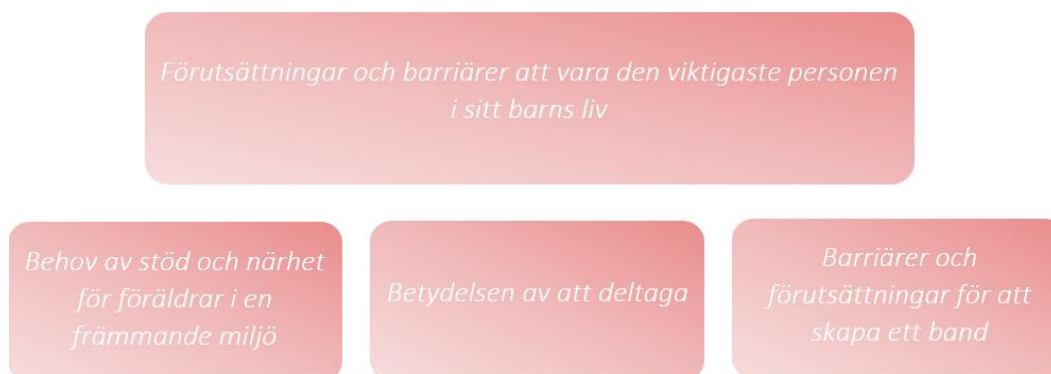 Förutsättningar och barriärer att vara den viktigaste personen
i sitt barns liv
Behov av stöd och närhet
för föräldrar i en
främmande miljö
Betydelsen av att deltaga
Barriärer och
förutsättningar för att
skapa ett band